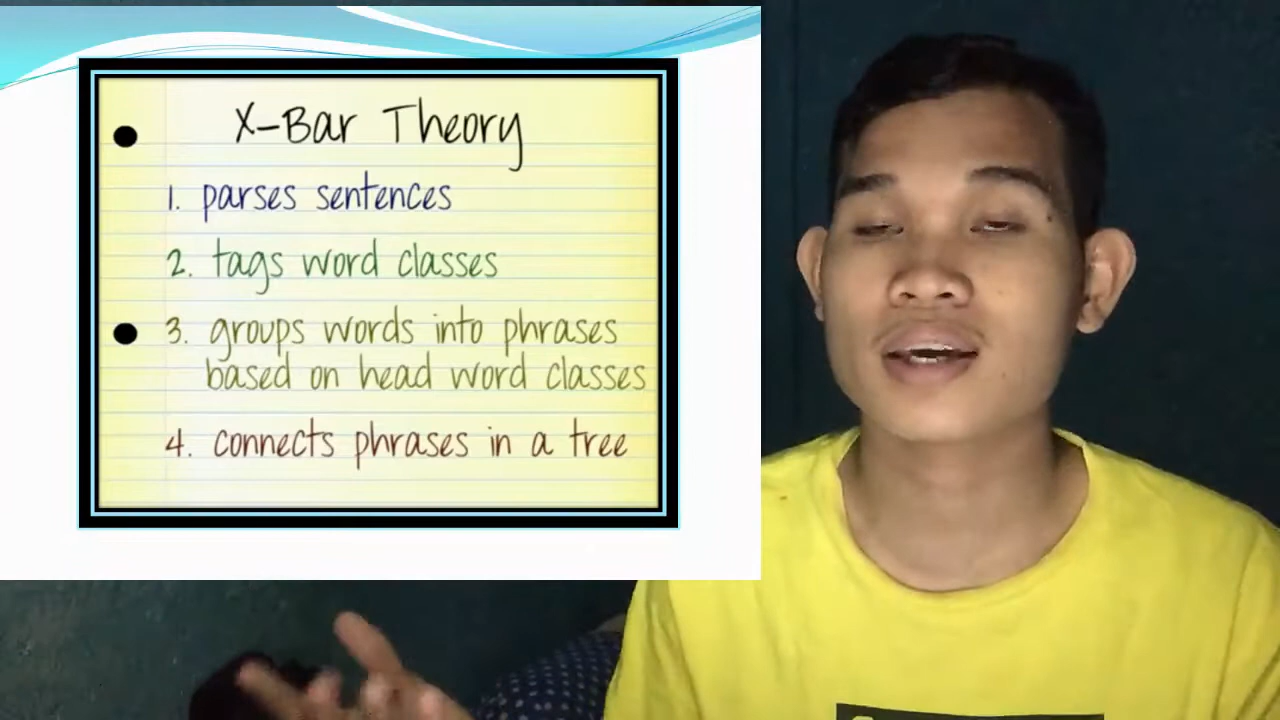 X-Bar Theory
1. parses sentences
2. tags word classes
3. groups words into phrases
based on head word classes
4. connects phrases in a tree